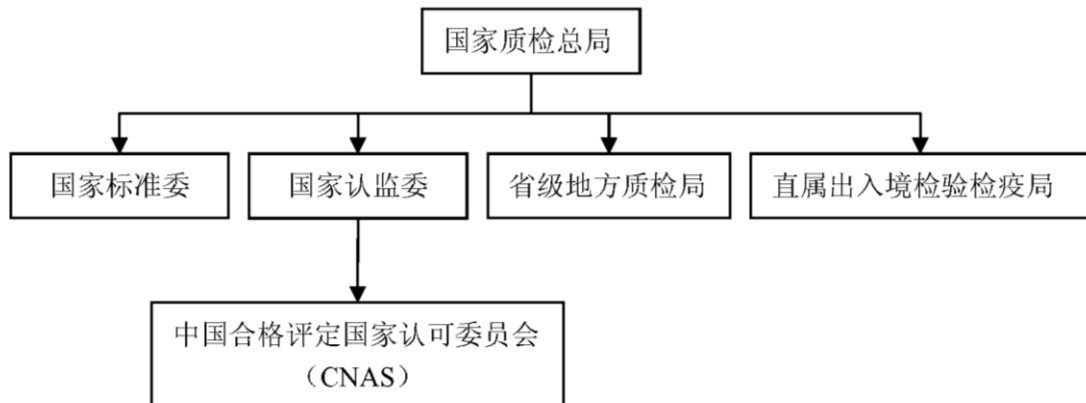 国家质检总局
国家标准委
国家认监委
省级地方质检局
直属出入境检验检疫局
中国合格评定国家认可委员会
（CNAS）